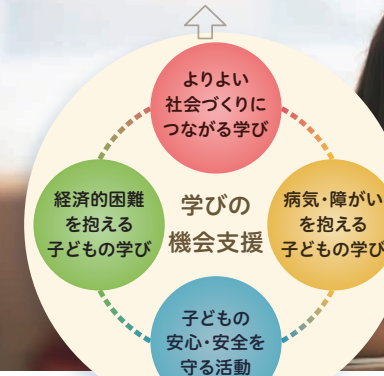 よりよい
社会づくりに
つながる学び
経済的困難
を抱える
子どもの学び
学びの
機会支援
病気・障がい
を抱える
子どもの学び
子どもの
安心・安全を
守る活動